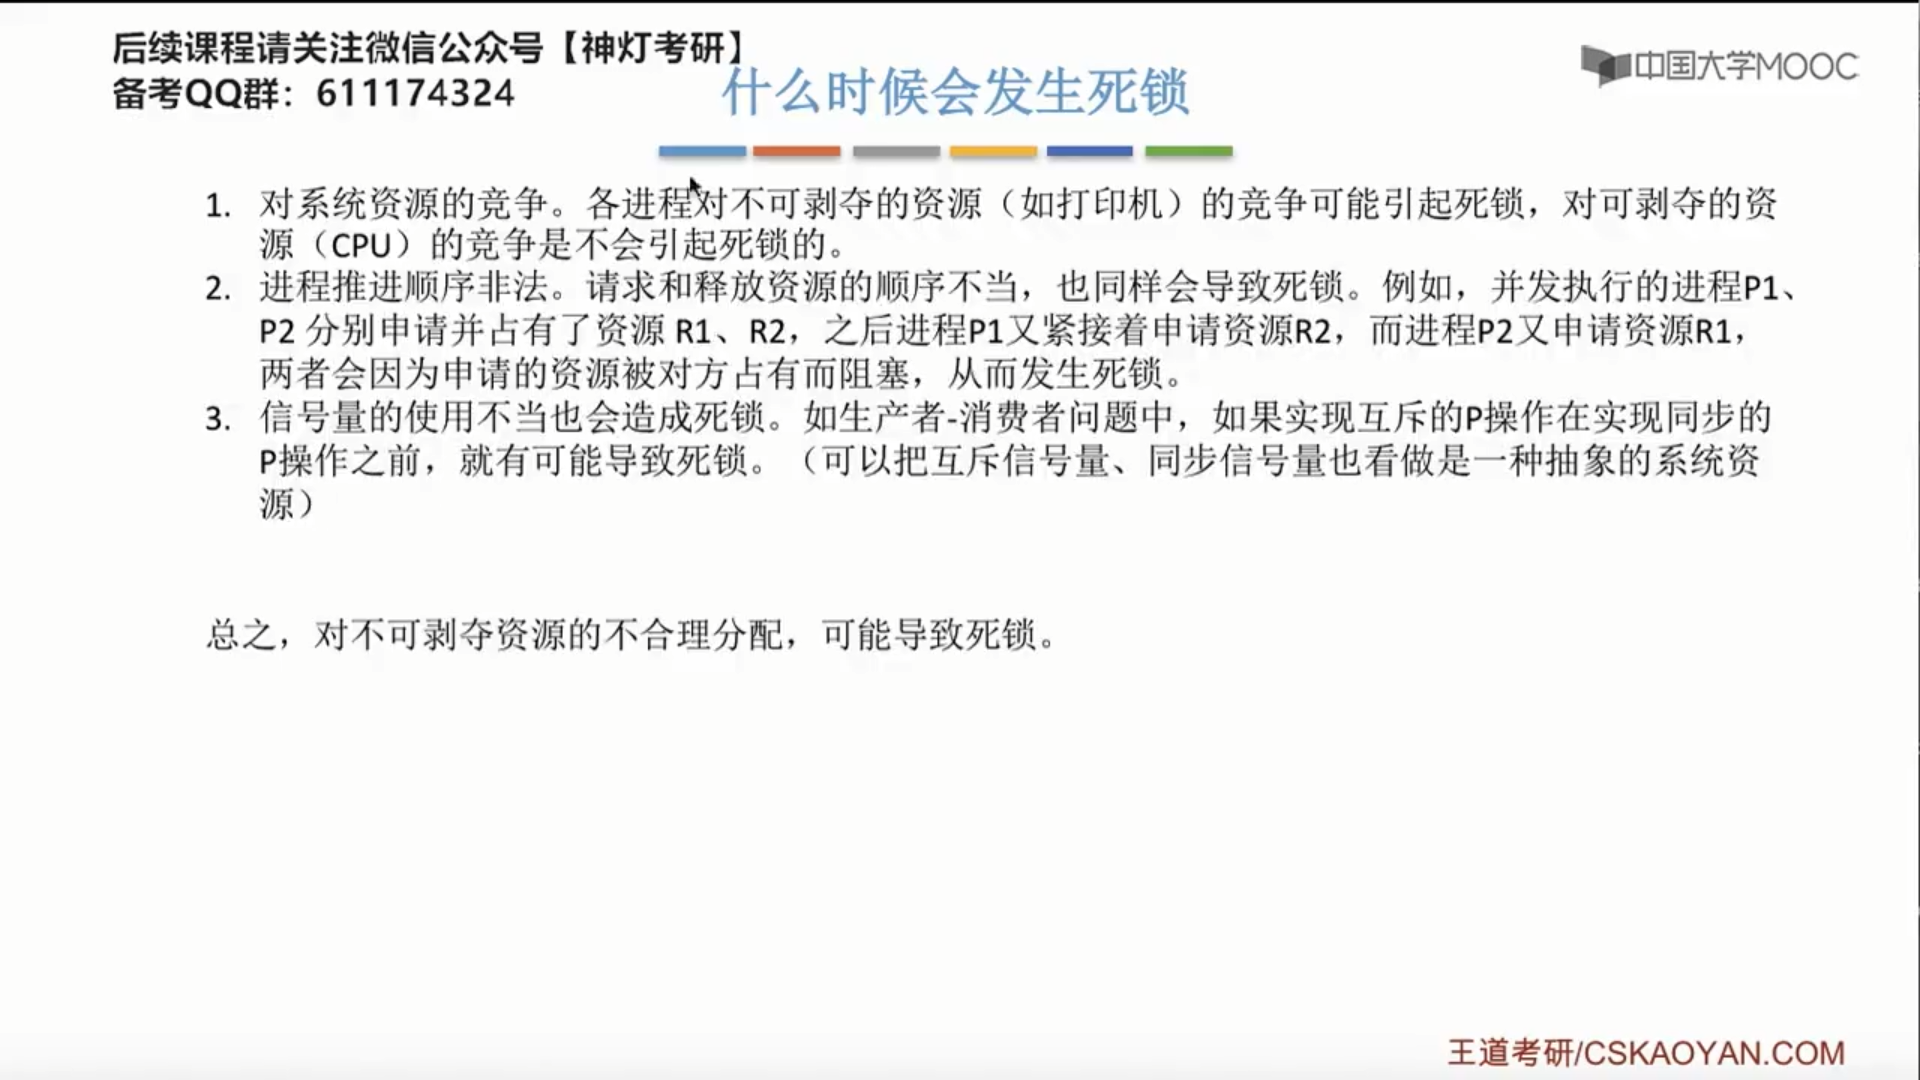 后续课程请关注微信公众号【神灯考研】
备考QQ群：611174324
什么时候会发生死锁
中国大学MOOC
1. 对系统资源的竞争。各进程对不可剥夺的资源（如打印机）的竞争可能引起死锁，对可剥夺的资
源（CPU）的竞争是不会引起死锁的。
2. 进程推进顺序非法。请求和释放资源的顺序不当，也同样会导致死锁。例如，并发执行的进程P1、
P2 分别申请并占有了资源 R1、R2，之后进程P1又紧接着申请资源R2，而进程P2又申请资源R1，
两者会因为申请的资源被对方占有而阻塞，从而发生死锁。
3. 信号量的使用不当也会造成死锁。如生产者-消费者问题中，如果实现互斥的P操作在实现同步的
P操作之前，就有可能导致死锁。（可以把互斥信号量、同步信号量也看做是一种抽象的系统资
源）
总之，对不可剥夺资源的不合理分配，可能导致死锁。
王道考研/CSKAOYAN.COM